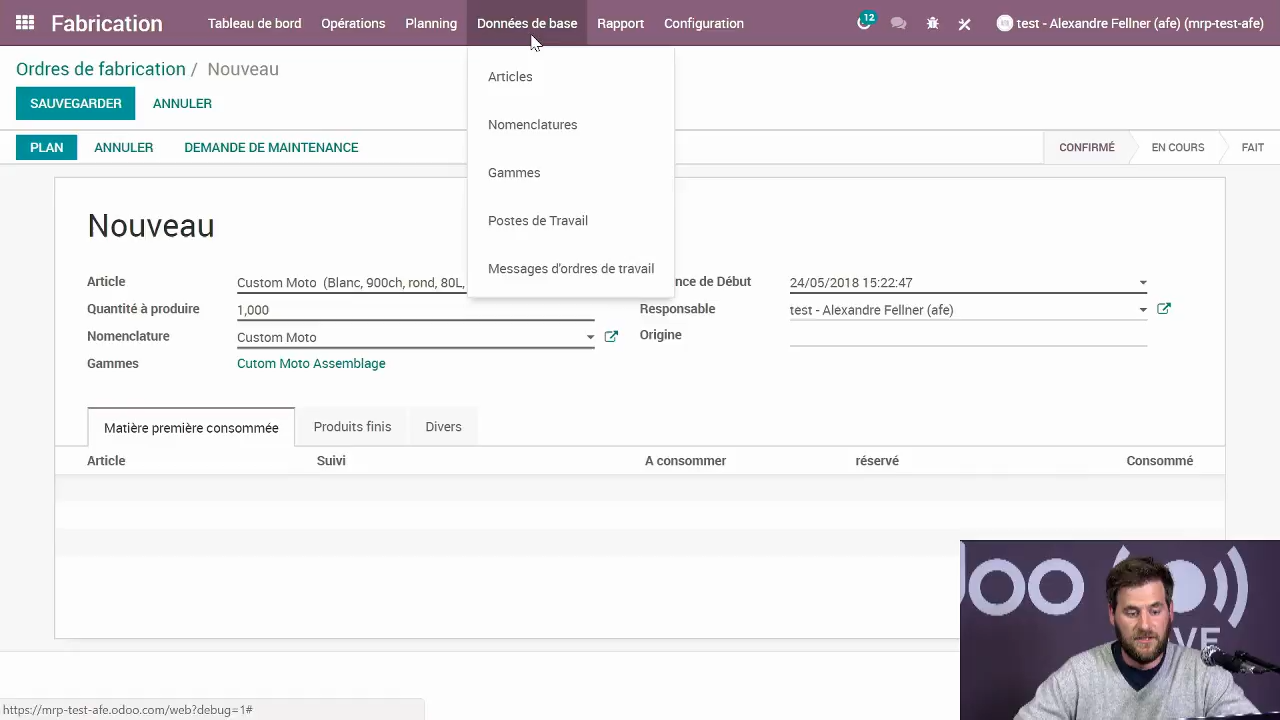 Fabrication Tableau de bord Opérations Planning Données de base Rapport Configuration 12 test - Alexandre Fellner (afe) (mrp-test-afe)
Articles
Nomenclatures
Gammes
Postes de Travail
Messages d'ordres de travail
Ordres de fabrication / Nouveau
SAUVEGARDER ANNULER
PLAN ANNULER DEMANDE DE MAINTENANCE CONFIRMÉ EN COURS FAIT
Nouveau
Article Custom Moto (Blanc, 900ch, rond, 80L, nce de Début 24/05/2018 15:22:47
Quantité à produire 1,000 Responsable test - Alexandre Fellner (afe)
Nomenclature Custom Moto Origine
Gammes Cutom Moto Assemblage
Matière première consommée Produits finis Divers
Article Suivi A consommer réservé Consommé
https://mrp-test-afe.odoo.com/web?debug=1#